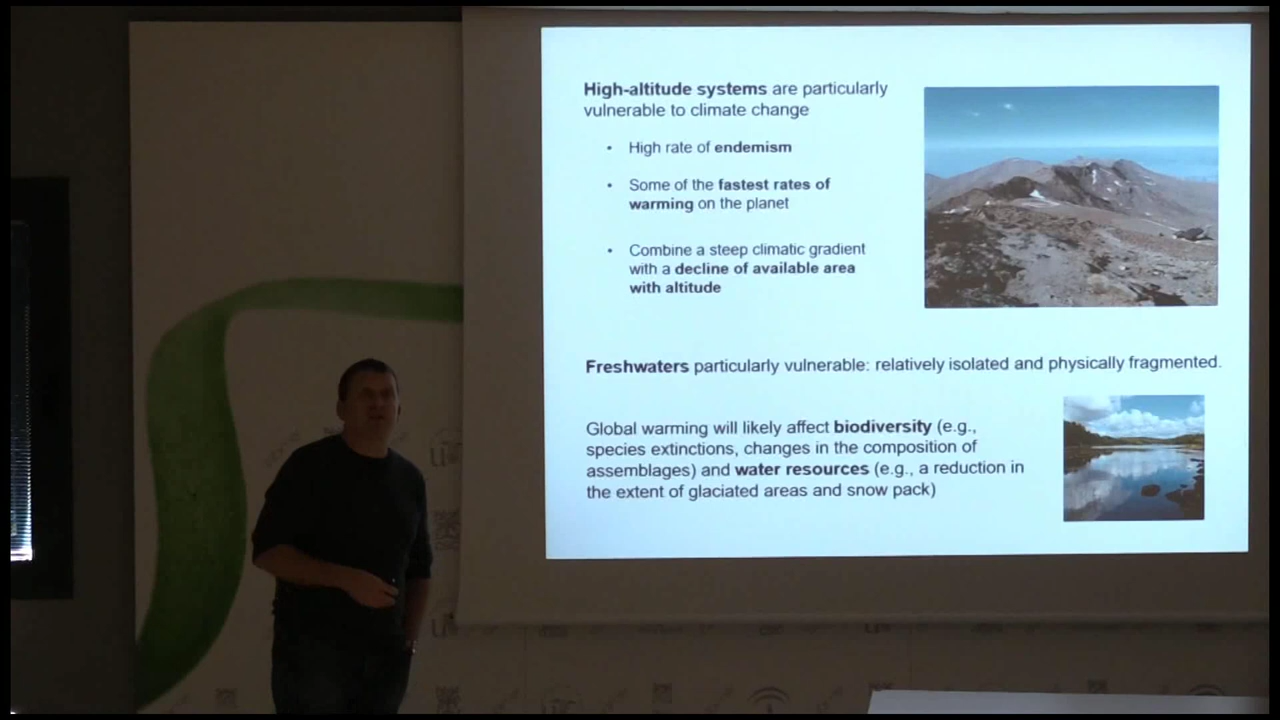 High-altitude systems are particularly
vulnerable to climate change
• High rate of endemism
• Some of the fastest rates of
warming on the planet
• Combine a steep climatic gradient
with a decline of available area
with altitude
Freshwaters particularly vulnerable: relatively isolated and physically fragmented.
Global warming will likely affect biodiversity (e.g.,
species extinctions, changes in the composition of
assemblages) and water resources (e.g., a reduction in
the extent of glaciated areas and snow pack)